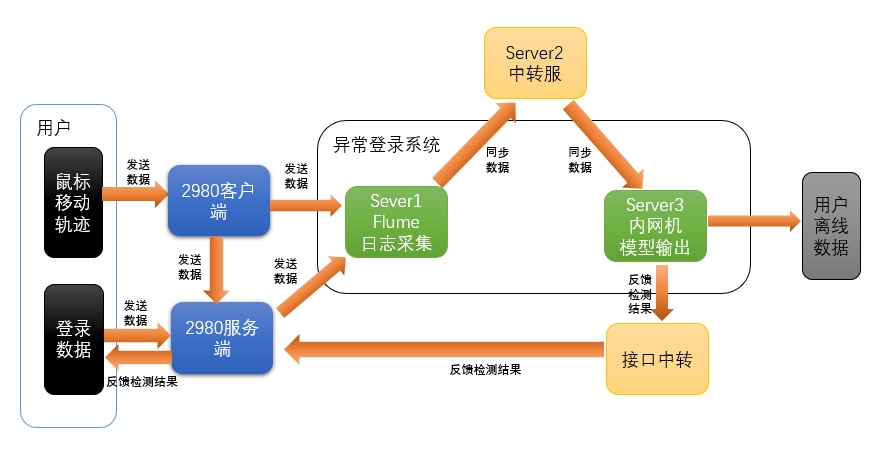 Server2
中转服
用户
异常登录系统
发送
数据
发送
数据
同步
数据
同步
数据
鼠标
移动
轨迹
2980客户
端
Sever1
Flume
日志采集
Server3
内网机
模型输出
用户
离线
数据
发送
数据
发送
数据
反馈
检测
结果
发送
数据
登录
数据
2980服务
端
接口中转
反馈检测结果
反馈检测结果